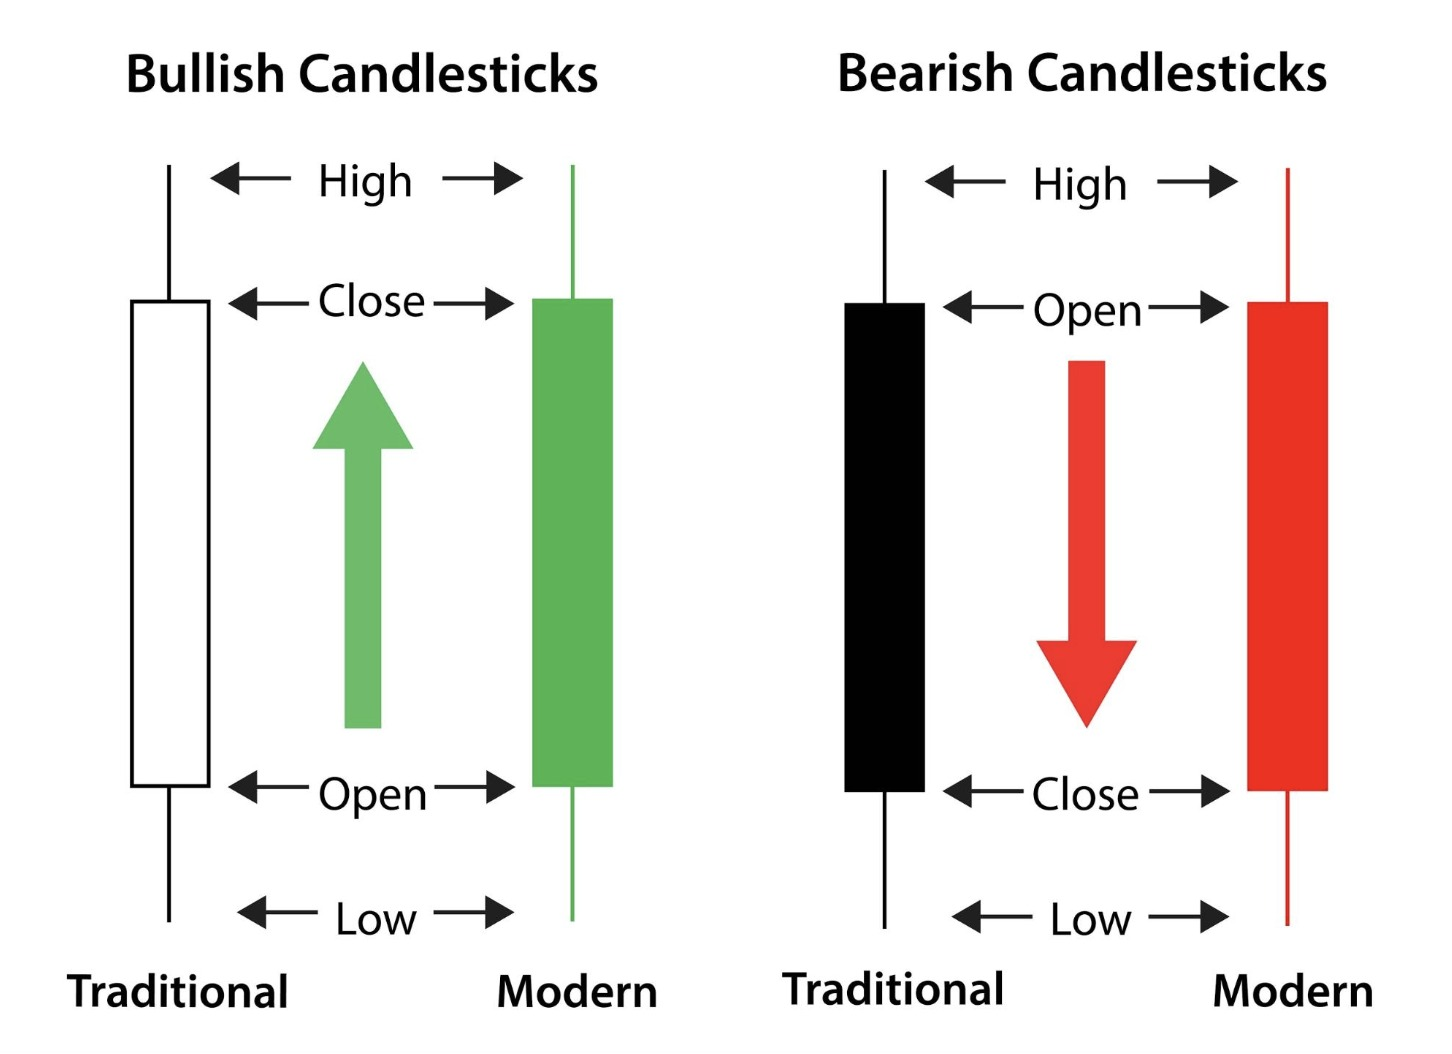 Bullish Candlesticks
High
Close
Open
Low
Traditional
Modern
Bearish Candlesticks
High
Open
Close
Low
Traditional
Modern